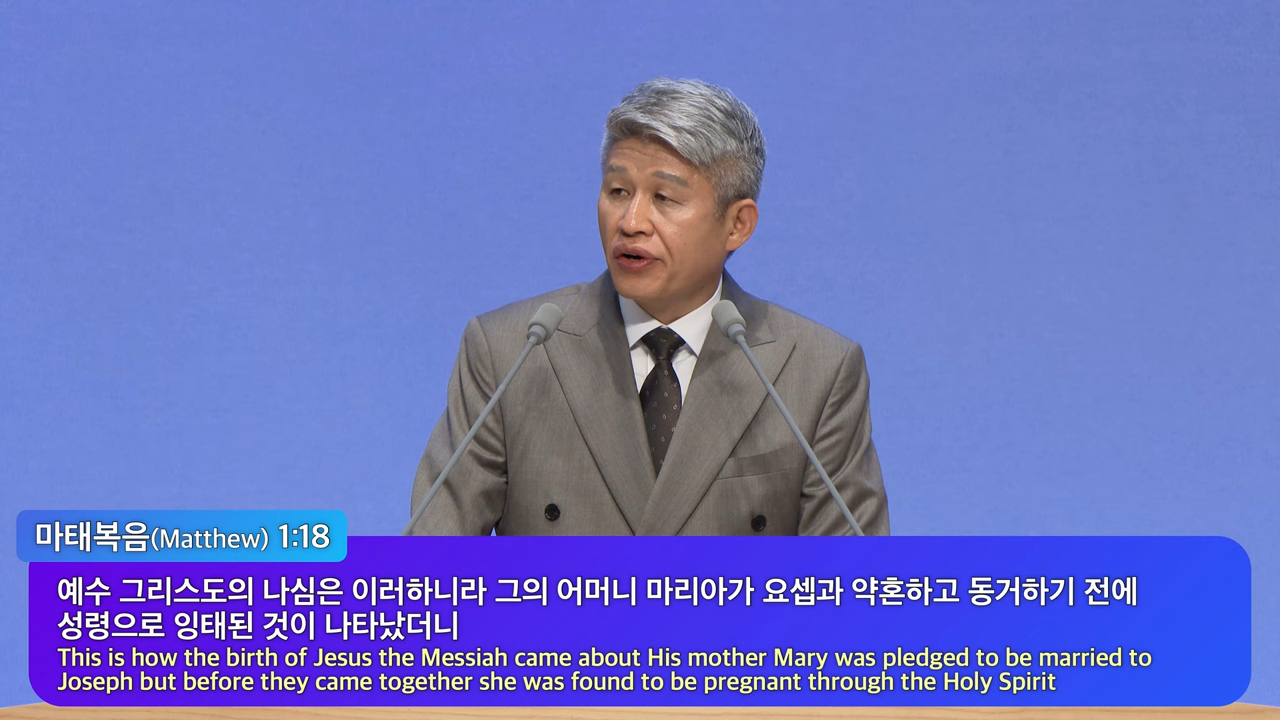 마태복음(Matthew) 1:18
예수 그리스도의 나심은 이러하니라 그의 어머니 마리아가 요셉과 약혼하고 동거하기 전에
성령으로 잉태된 것이 나타났더니
This is how the birth of Jesus the Messiah came about His mother Mary was pledged to be married to
Joseph but before they came together she was found to be pregnant through the Holy Spirit